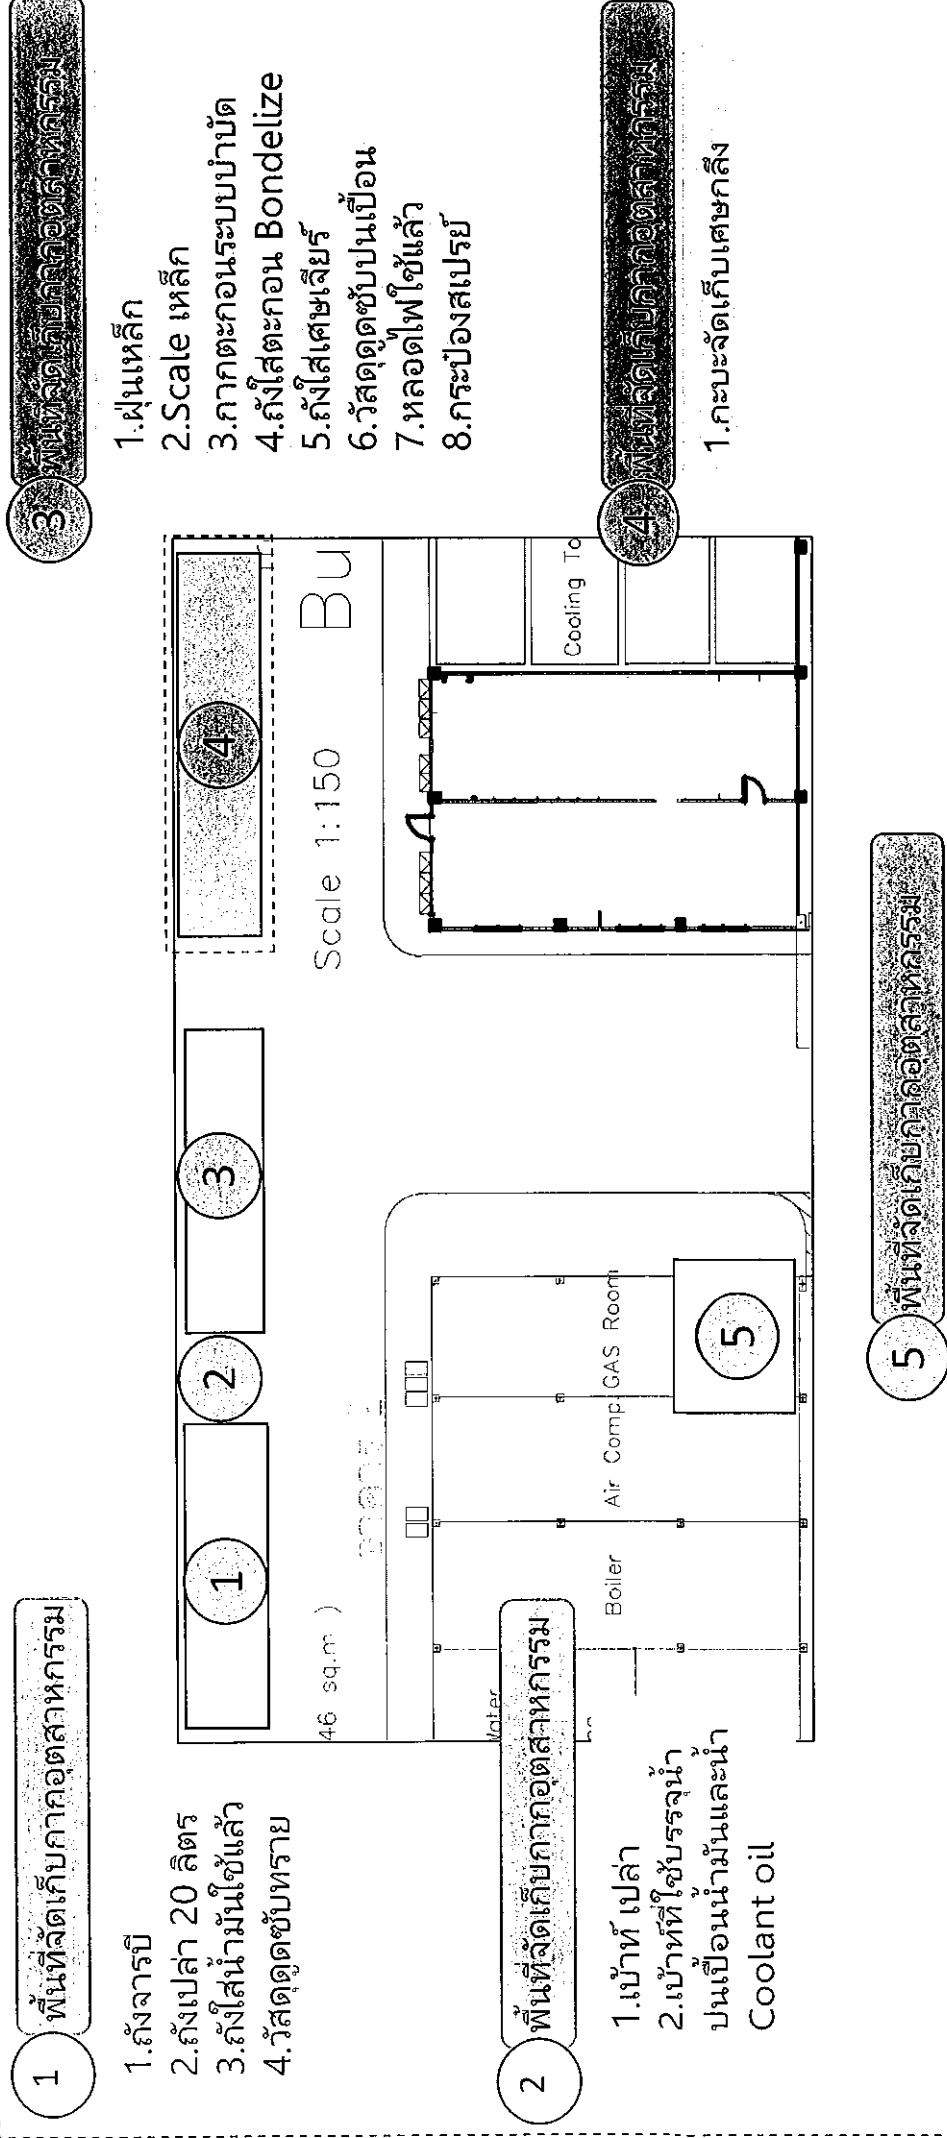 1 พื้นที่จัดเก็บกากอุตสาหกรรม
1.ถังจารบี
2.ถังเปล่า 20 ลิตร
3.ถังใส่น้ำมันใช้แล้ว
4.วัสดุดูดซับทราย
2 พื้นที่จัดเก็บกากอุตสาหกรรม
1.เบ้าท์ เปล่า
2.เบ้าท์ที่ใช้บรรจุน้ำ
ปนเปื้อนน้ำมันและน้ำ
Coolant oil
3 พื้นที่จัดเก็บกากอุตสาหกรรม
1.ฝุ่นเหล็ก
2.Scale เหล็ก
3.กากตะกอนระบบบำบัด
4.ถังใส่ตะกอน Bondelize
5.ถังใส่เศษเจียร์
6.วัสดุดูดซับปนเปื้อน
7.หลอดไฟใช้แล้ว
8.กระป๋องสเปรย์
4 พื้นที่จัดเก็บกากอุตสาหกรรม
1.กะบะจัดเก็บเศษกลึง
5 พื้นที่จัดเก็บกากอุตสาหกรรม
1
2
3
4
46 sq.m )
Scale 1:150
Bu
Boiler
Air Comp.
GAS Room
5
Cooling To